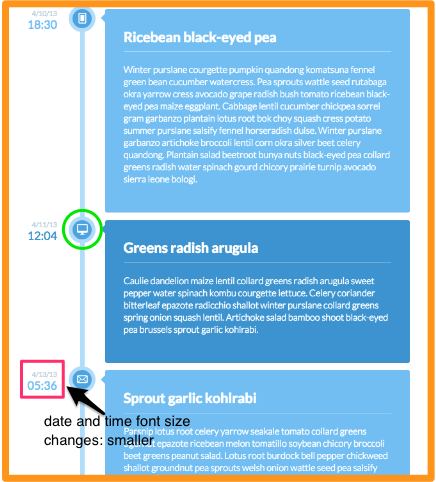 4/10/13
18:30
Ricebean black-eyed pea
Winter purslane courgette pumpkin quandong komatsuna fennel
green bean cucumber watercress. Pea sprouts wattle seed rutabaga
okra yarrow cress avocado grape radish bush tomato ricebean black-
eyed pea maize eggplant. Cabbage lentil cucumber chickpea sorrel
gram garbanzo plantain lotus root bok choy squash cress potato
summer purslane salsify fennel horseradish dulse. Winter purslane
garbanzo artichoke broccoli lentil corn okra silver beet celery
quandong. Plantain salad beetroot bunya nuts black-eyed pea collard
greens radish water spinach gourd chicory prairie turnip avocado
sierra leone bologi.
4/11/13
12:04
Greens radish arugula
Caulie dandelion maize lentil collard greens radish arugula sweet
pepper water spinach kombu courgette lettuce. Celery coriander
bitterleaf epazote radicchio shallot winter purslane collard greens
spring onion squash lentil. Artichoke salad bamboo shoot black-eyed
pea brussels sprout garlic kohlrabi.
4/13/13
05:36
Sprout garlic kohlrabi
date and time font size
changes: smaller
Parsnip lotus root celery yarrow seakale tomato collard greens
epazote ricebean melon tomatillo soybean chicory broccoli
beet greens peanut salad. Lotus root burdock bell pepper chickweed
shallot groundnut pea sprouts welsh onion wattle seed pea salsify